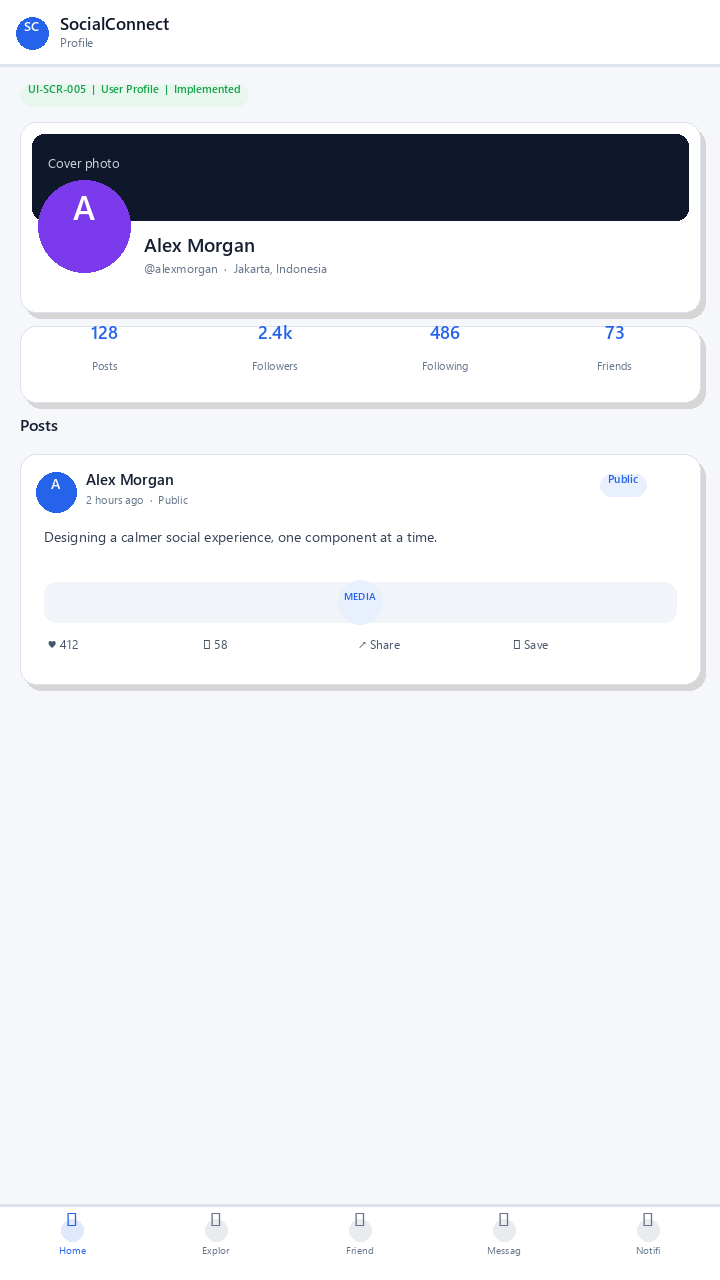 SC
SocialConnect
Profile
UI-SCR-005 | User Profile | Implemented
Cover photo
A
Alex Morgan
@alexmorgan · Jakarta, Indonesia
128 2.4k 486 73
Posts Followers Following Friends
Posts
A
Alex Morgan
2 hours ago · Public
Public
Designing a calmer social experience, one component at a time.
MEDIA
♥ 412 58 ↗ Share Save
Home Explor Friend Messag Notifi